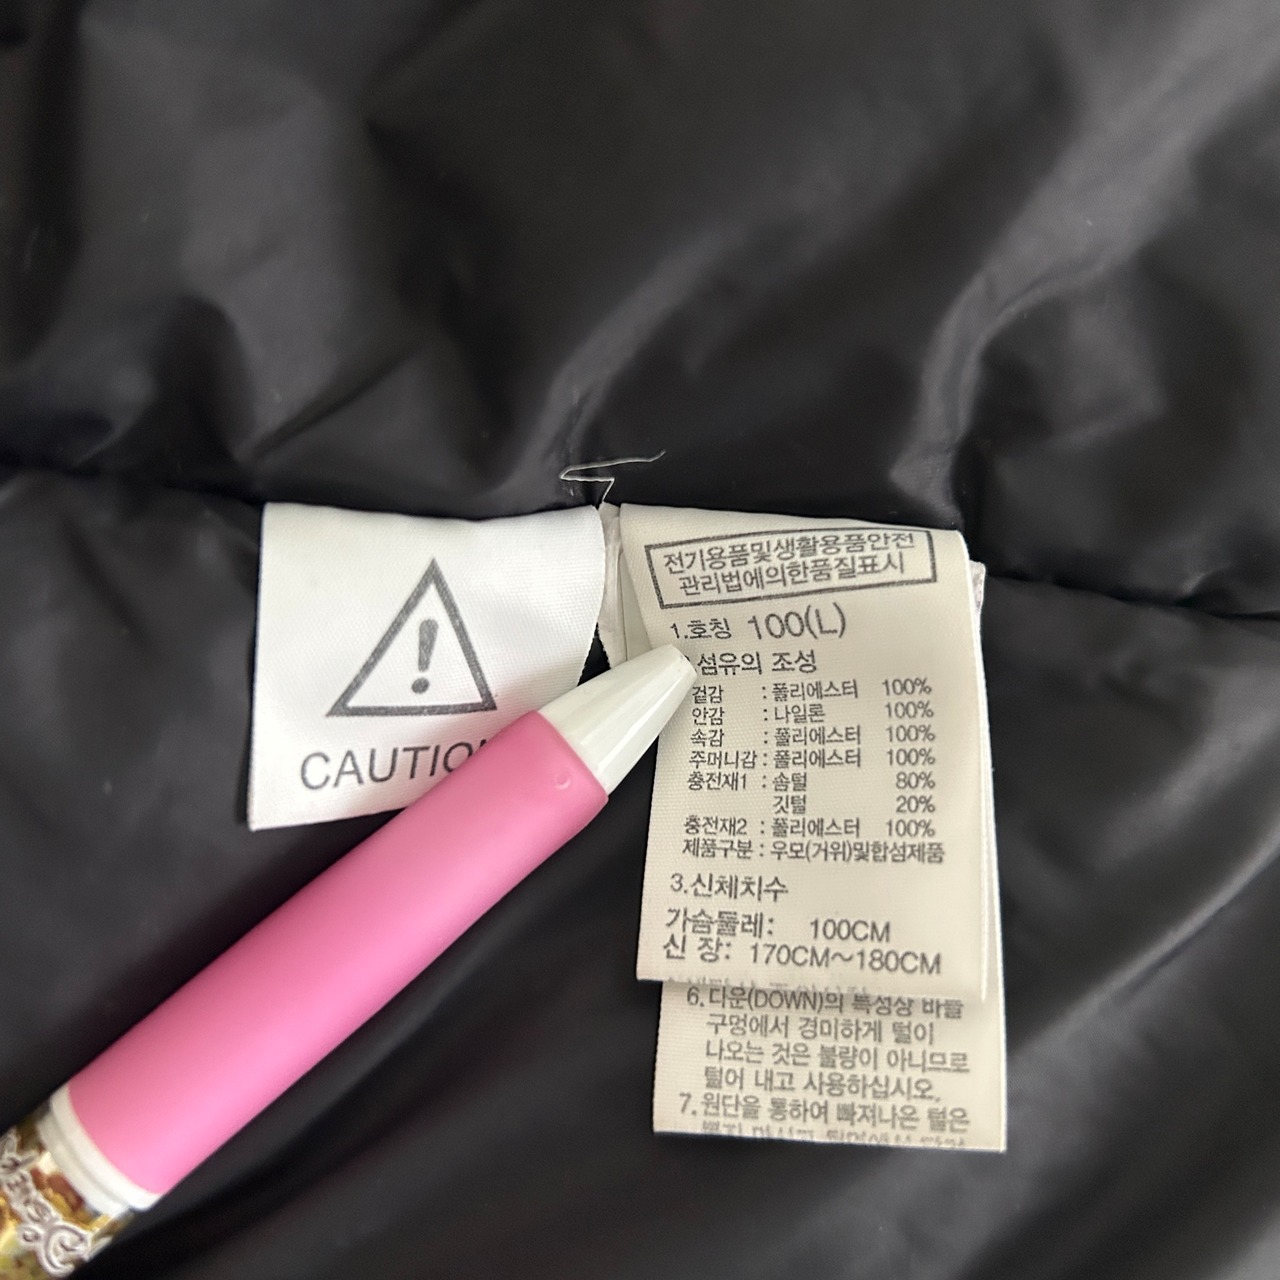 CAUTIO
전기용품및생활용품안전
관리법에의한품질표시
1.호칭 100(L)
섬유의 조성
겉감 : 폴리에스터 100%
안감 : 나일론 100%
속감 : 폴리에스터 100%
주머니감 : 폴리에스터 100%
충전재1 : 솜털 80%
깃털 20%
충전재2 : 폴리에스터 100%
제품구분 : 우모(거위)및합섬제품
3.신체치수
가슴둘레: 100CM
신 장: 170CM~180CM
6.다운(DOWN)의 특성상 바늘
구멍에서 경미하게 털이
나오는 것은 불량이 아니므로
털어 내고 사용하십시오.
7.원단을 통하여 빠져나온 털은
Disney